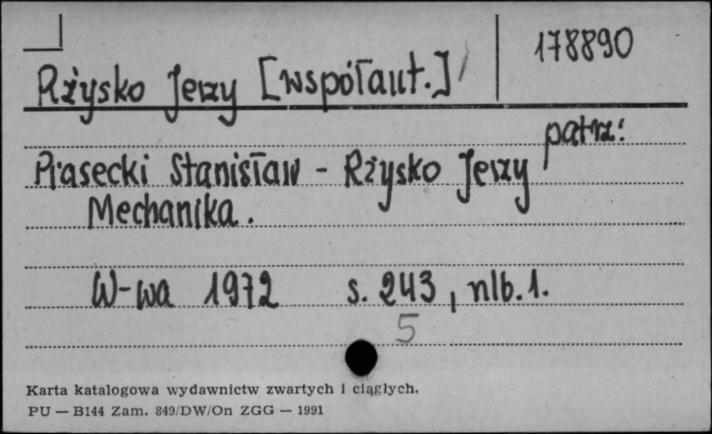 178890
Rżysko Jerzy [współaut.]
patrz:
Piasecki Stanisław - Rżysko Jerzy
Mechanika.
W-wa 1972 s. 243, nlb. 1.
5
Karta katalogowa wydawnictw zwartych i ciągłych.
PU — B144 Zam. 849/DW/On ZGG — 1991